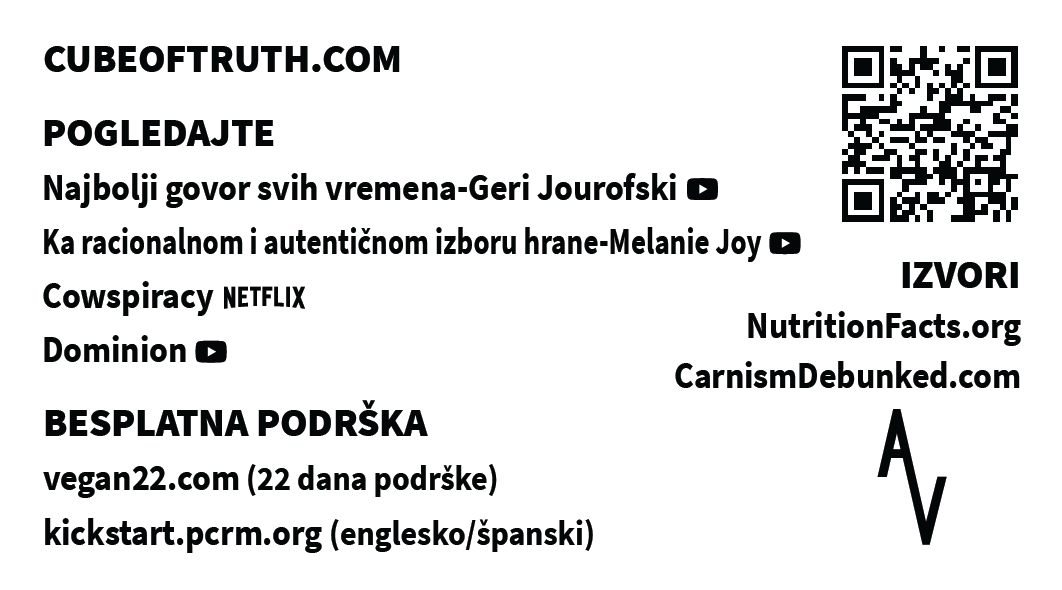 CUBEOFTRUTH.COM
POGLEDAJTE
Najbolji govor svih vremena-Geri Jourofski
Ka racionalnom i autentičnom izboru hrane-Melanie Joy
Cowspiracy NETFLIX
Dominion
BESPLATNA PODRŠKA
vegan22.com (22 dana podrške)
kickstart.pcrm.org (englesko/španski)
IZVORI
NutritionFacts.org
CarnismDebunked.com
AV